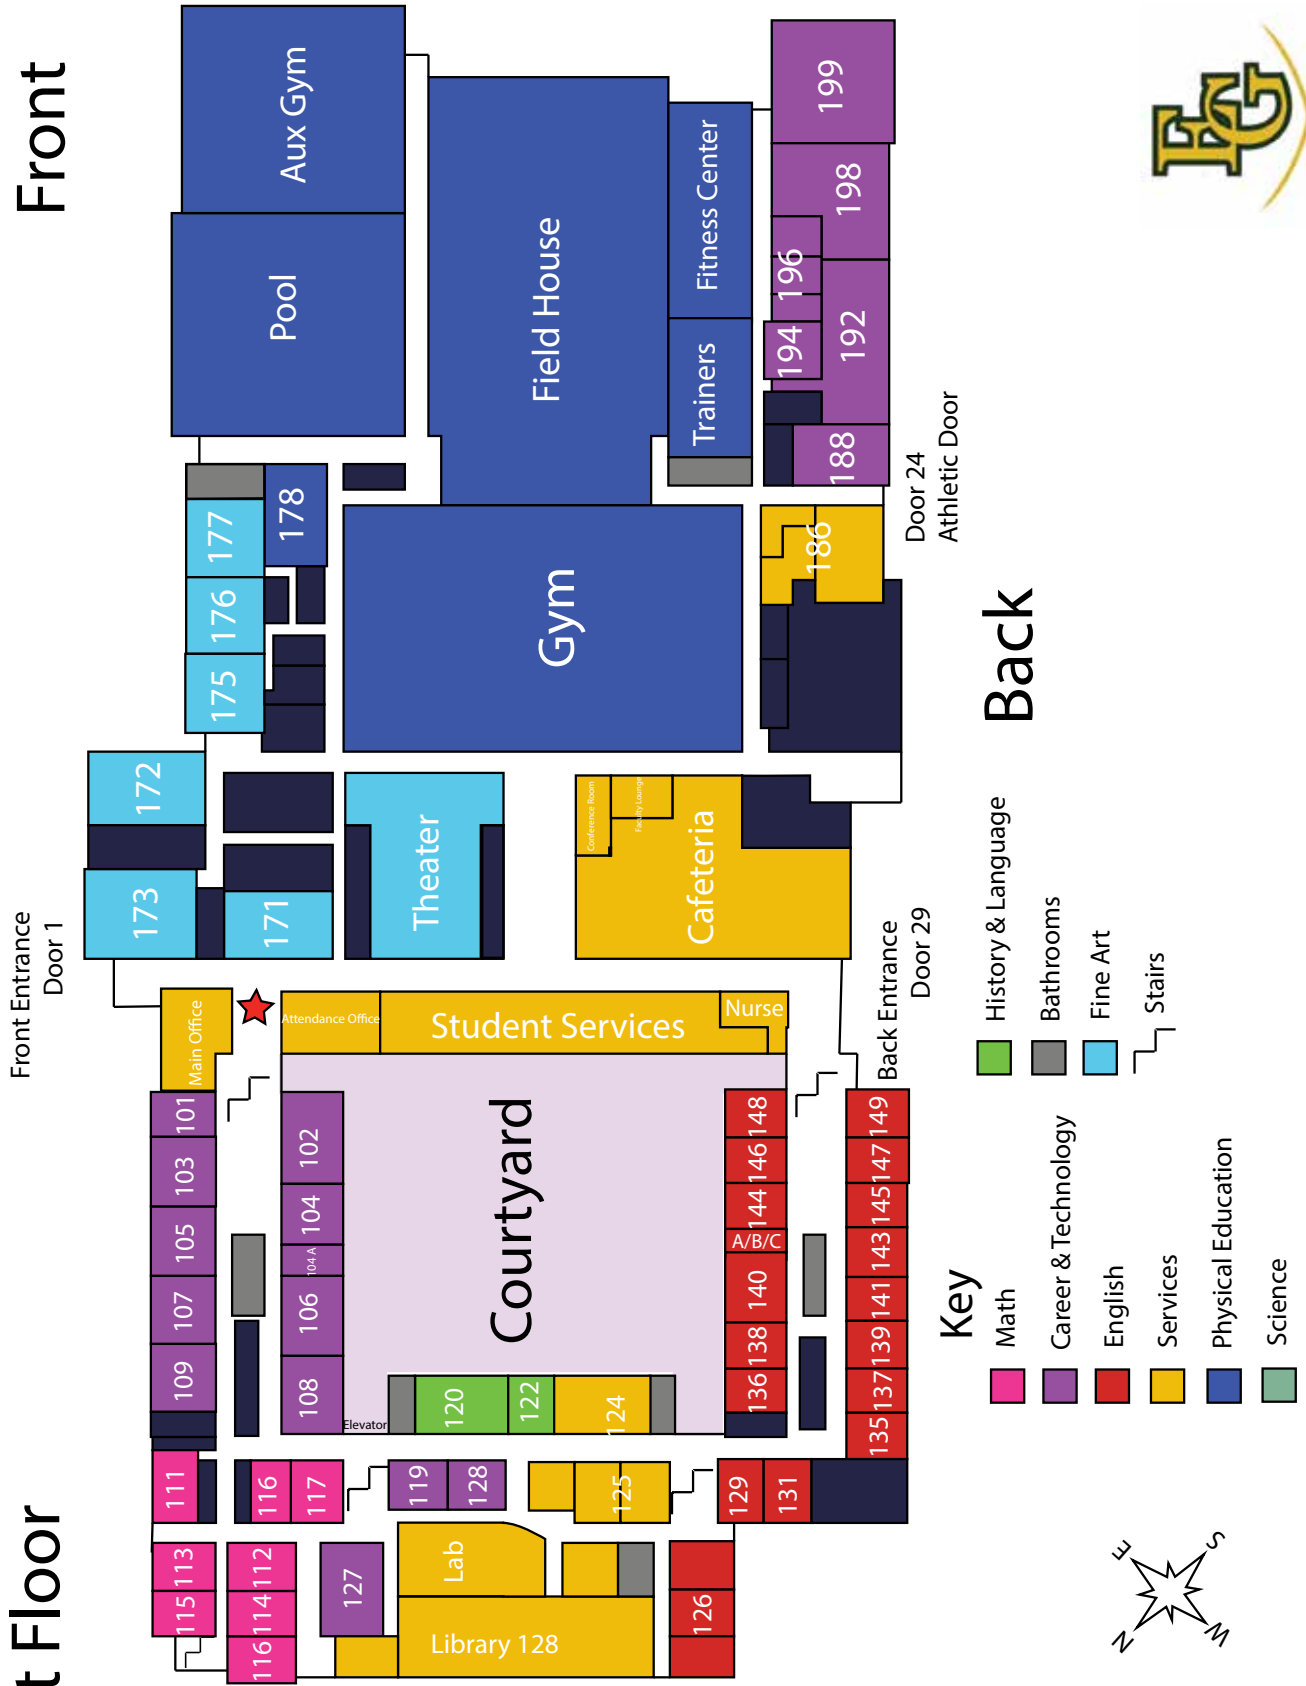 t Floor
Front
Front Entrance
Door 1
173
172
115
113
111
109
107
105
103
101
Main Office
175
176
177
Pool
Aux Gym
116
114
112
116
117
171
178
108
106
104 A
104
102
Attendance Office
127
Elevator
119
128
Theater
Lab
Library 128
120
122
124
125
Courtyard
Student Services
Gym
Field House
Conference Room
Faculty Lounge
Cafeteria
Nurse
Trainers
Fitness Center
126
129
131
136
138
140
A/B/C
144
146
148
186
188
194
196
192
198
199
135
137
139
141
143
145
147
149
Back Entrance
Door 29
Door 24
Athletic Door
Back
Key
Math
Career & Technology
English
Services
Physical Education
Science
History & Language
Bathrooms
Fine Art
Stairs
N
E
S
W
EG